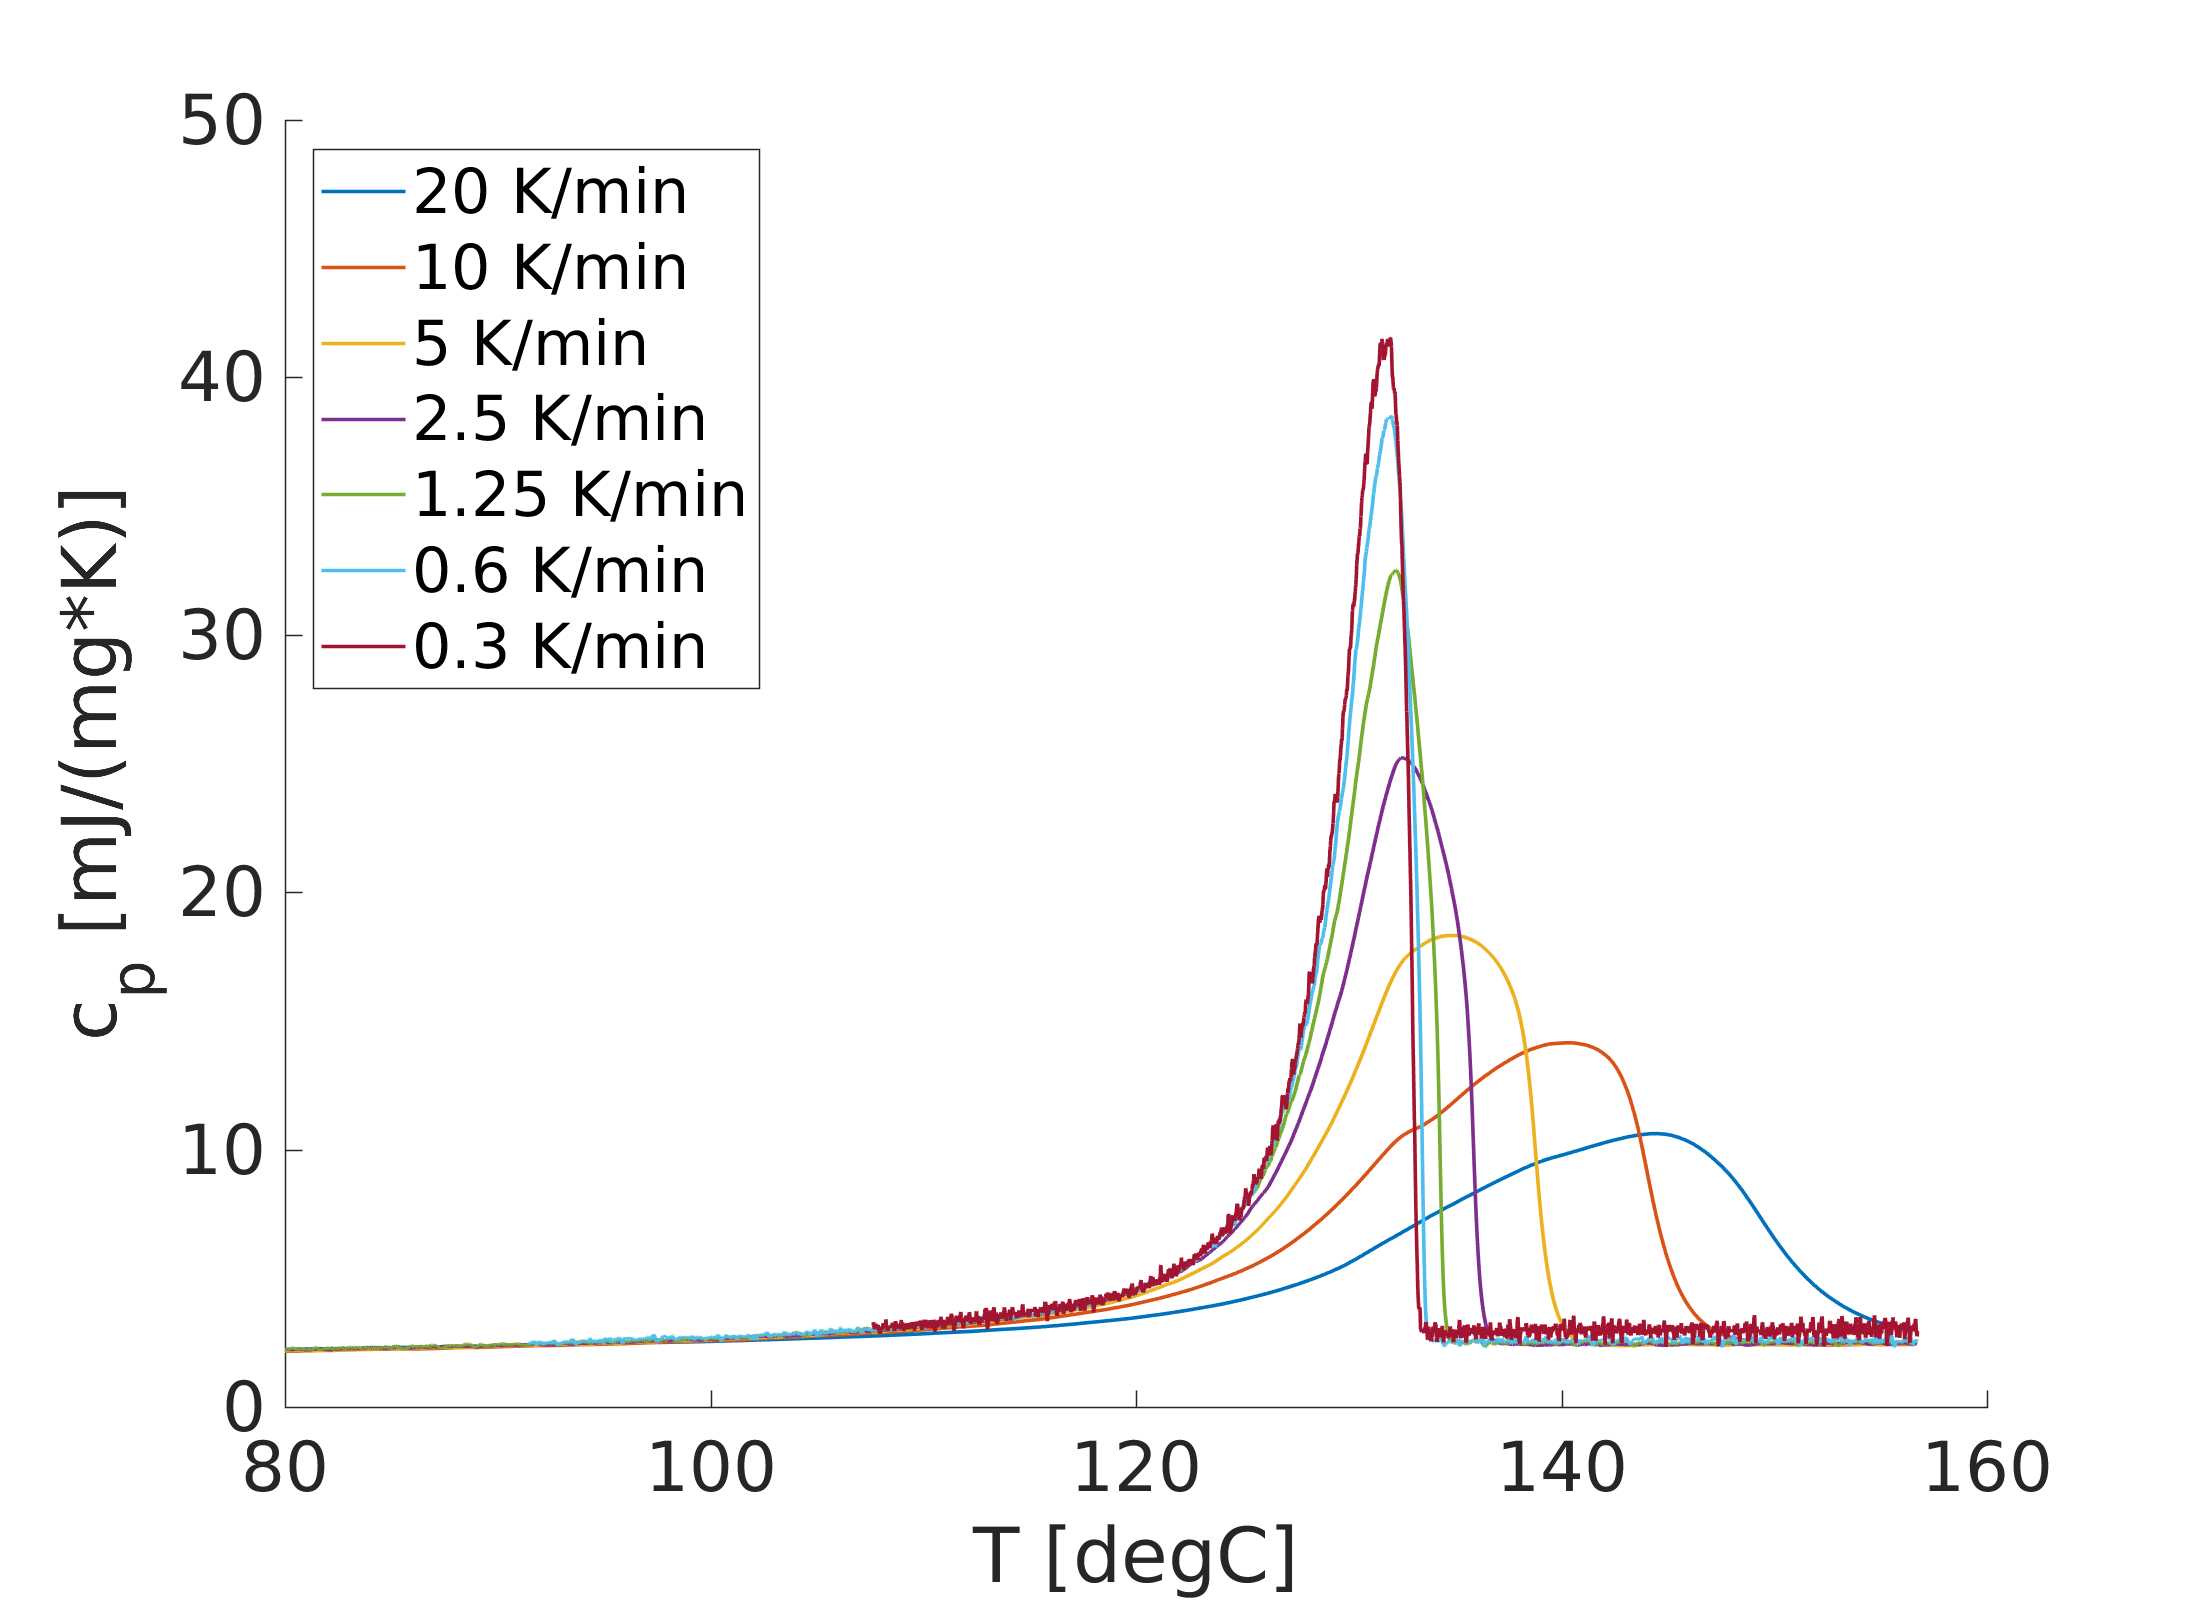 50
40
30
20
10
0
c_p [mJ/(mg*K)]
20 K/min
10 K/min
5 K/min
2.5 K/min
1.25 K/min
0.6 K/min
0.3 K/min
80
100
120
140
160
T [degC]